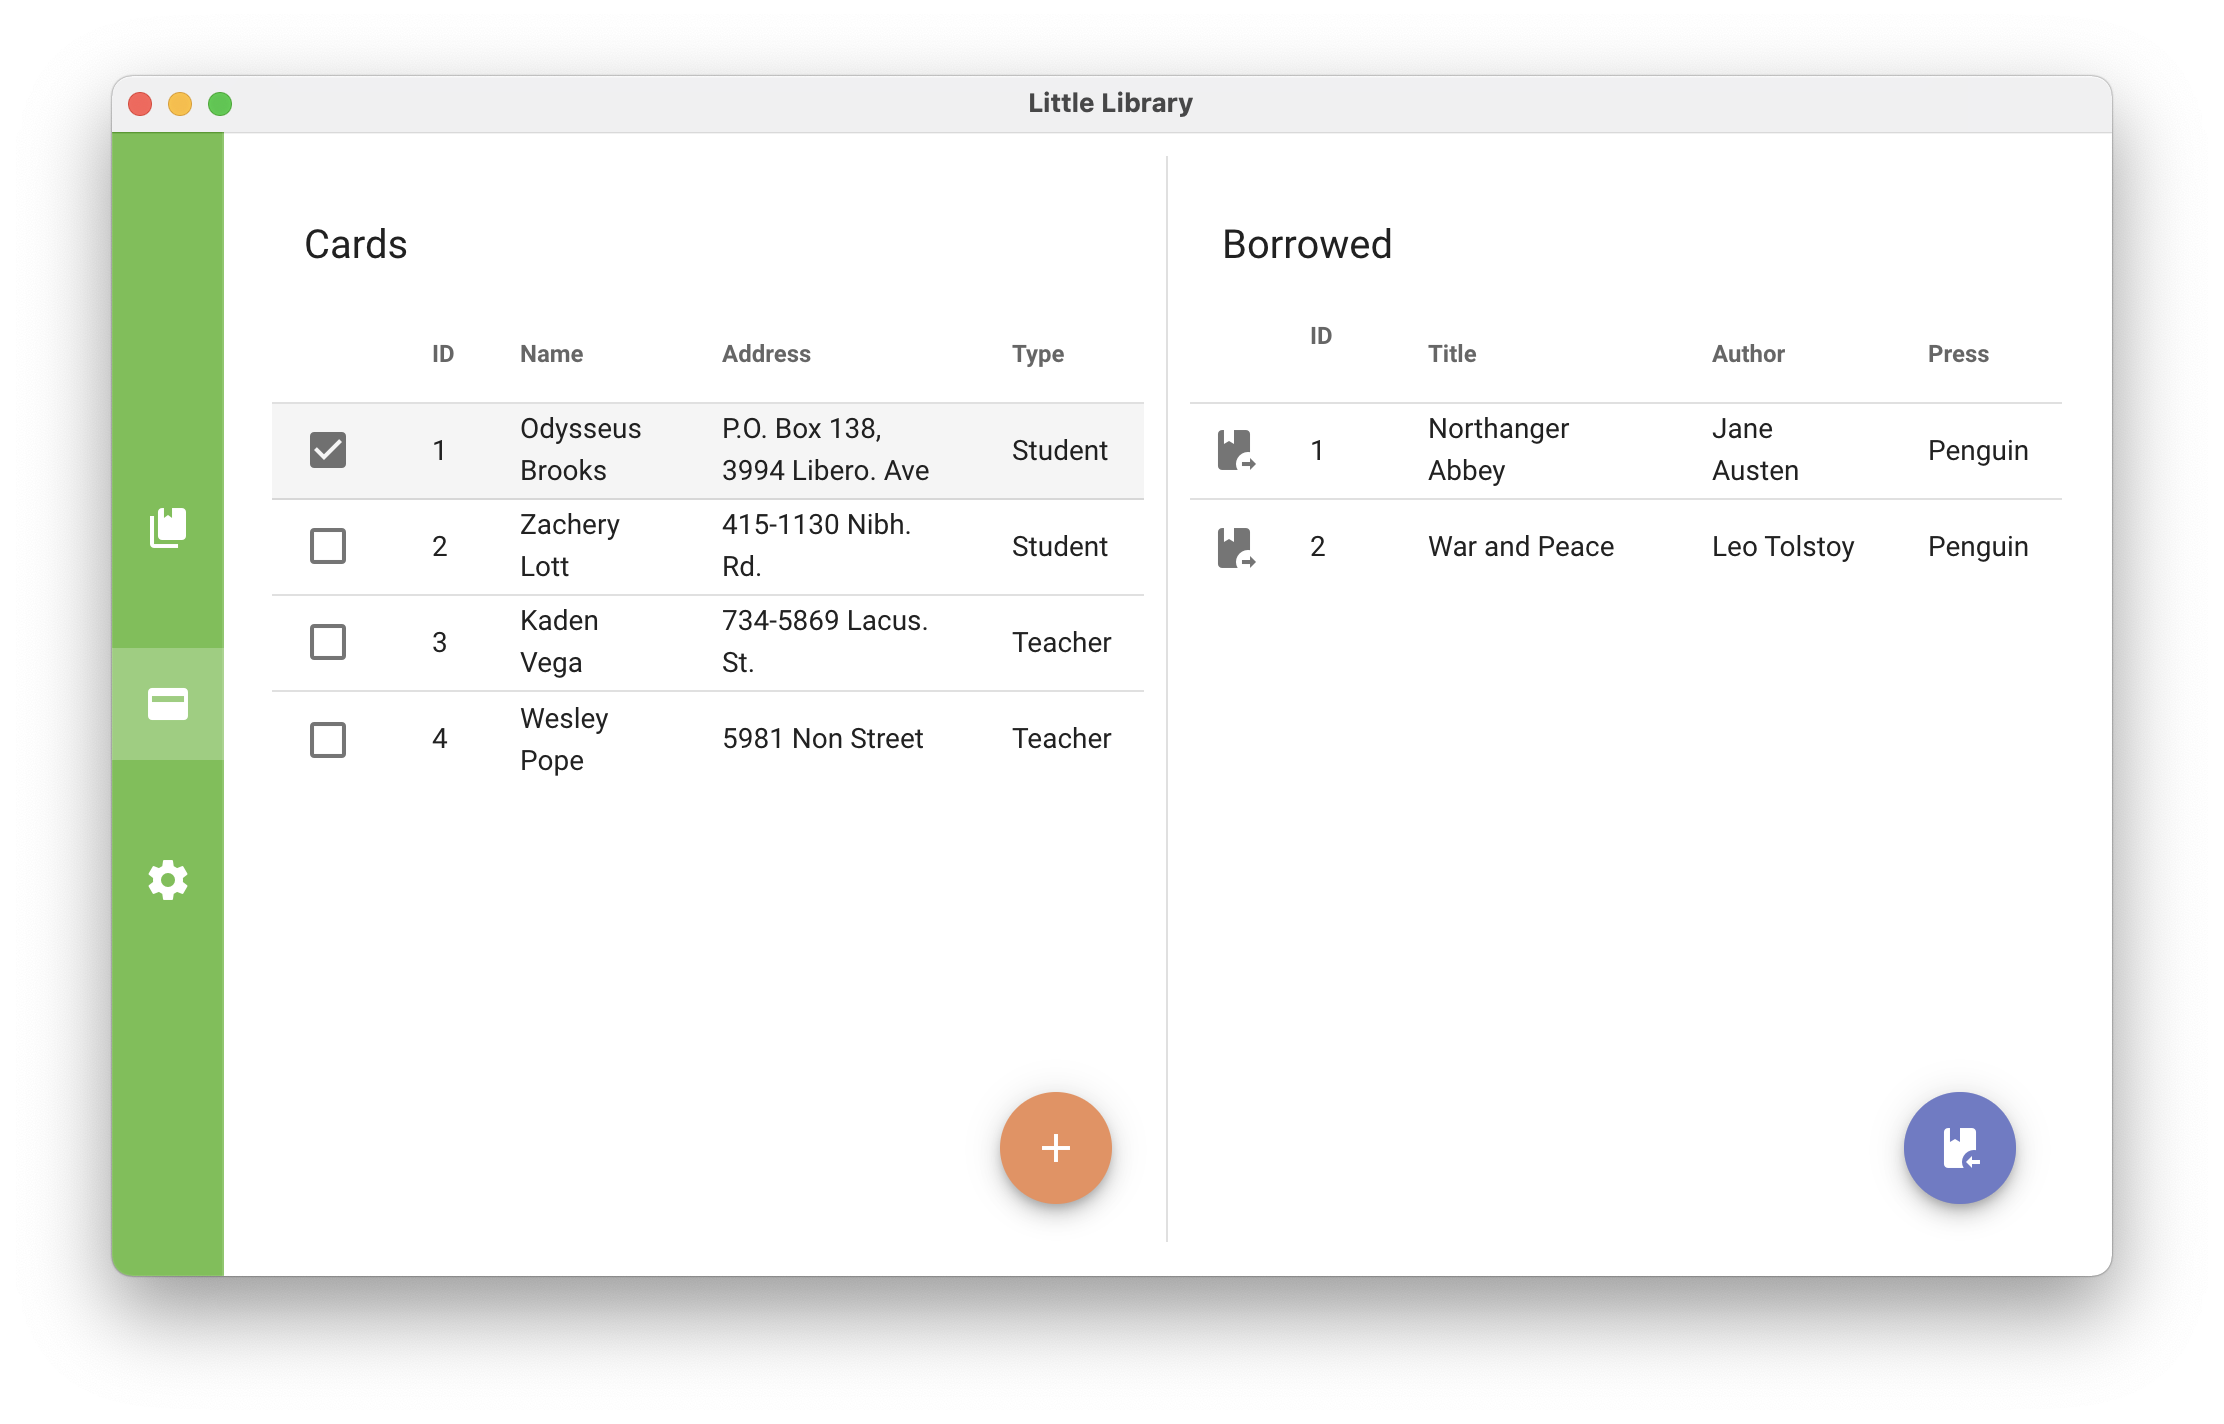 Little Library
Cards
ID Name Address Type
1 Odysseus Brooks P.O. Box 138, 3994 Libero. Ave Student
2 Zachery Lott 415-1130 Nibh. Rd. Student
3 Kaden Vega 734-5869 Lacus. St. Teacher
4 Wesley Pope 5981 Non Street Teacher
Borrowed
ID Title Author Press
1 Northanger Abbey Jane Austen Penguin
2 War and Peace Leo Tolstoy Penguin